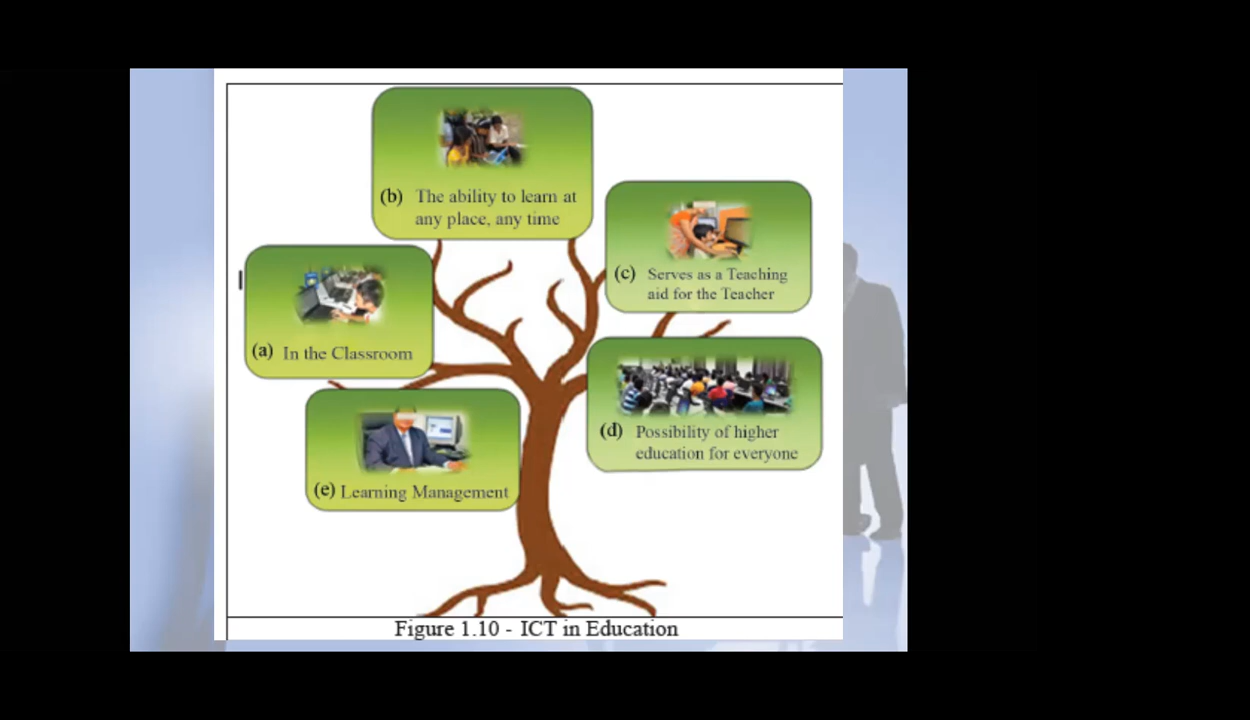 (b) The ability to learn at
any place, any time
(c) Serves as a Teaching
aid for the Teacher
(a) In the Classroom
(d) Possibility of higher
education for everyone
(e) Learning Management
Figure 1.10 - ICT in Education